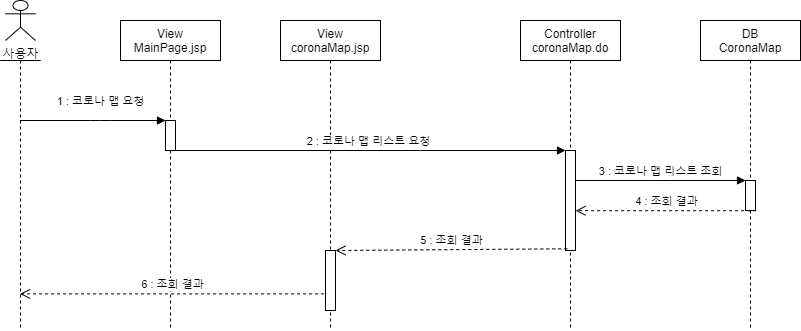 사용자
View
MainPage.jsp
View
coronaMap.jsp
Controller
coronaMap.do
DB
CoronaMap
1 : 코로나 맵 요청
2 : 코로나 맵 리스트 요청
3 : 코로나 맵 리스트 조회
4 : 조회 결과
5 : 조회 결과
6 : 조회 결과